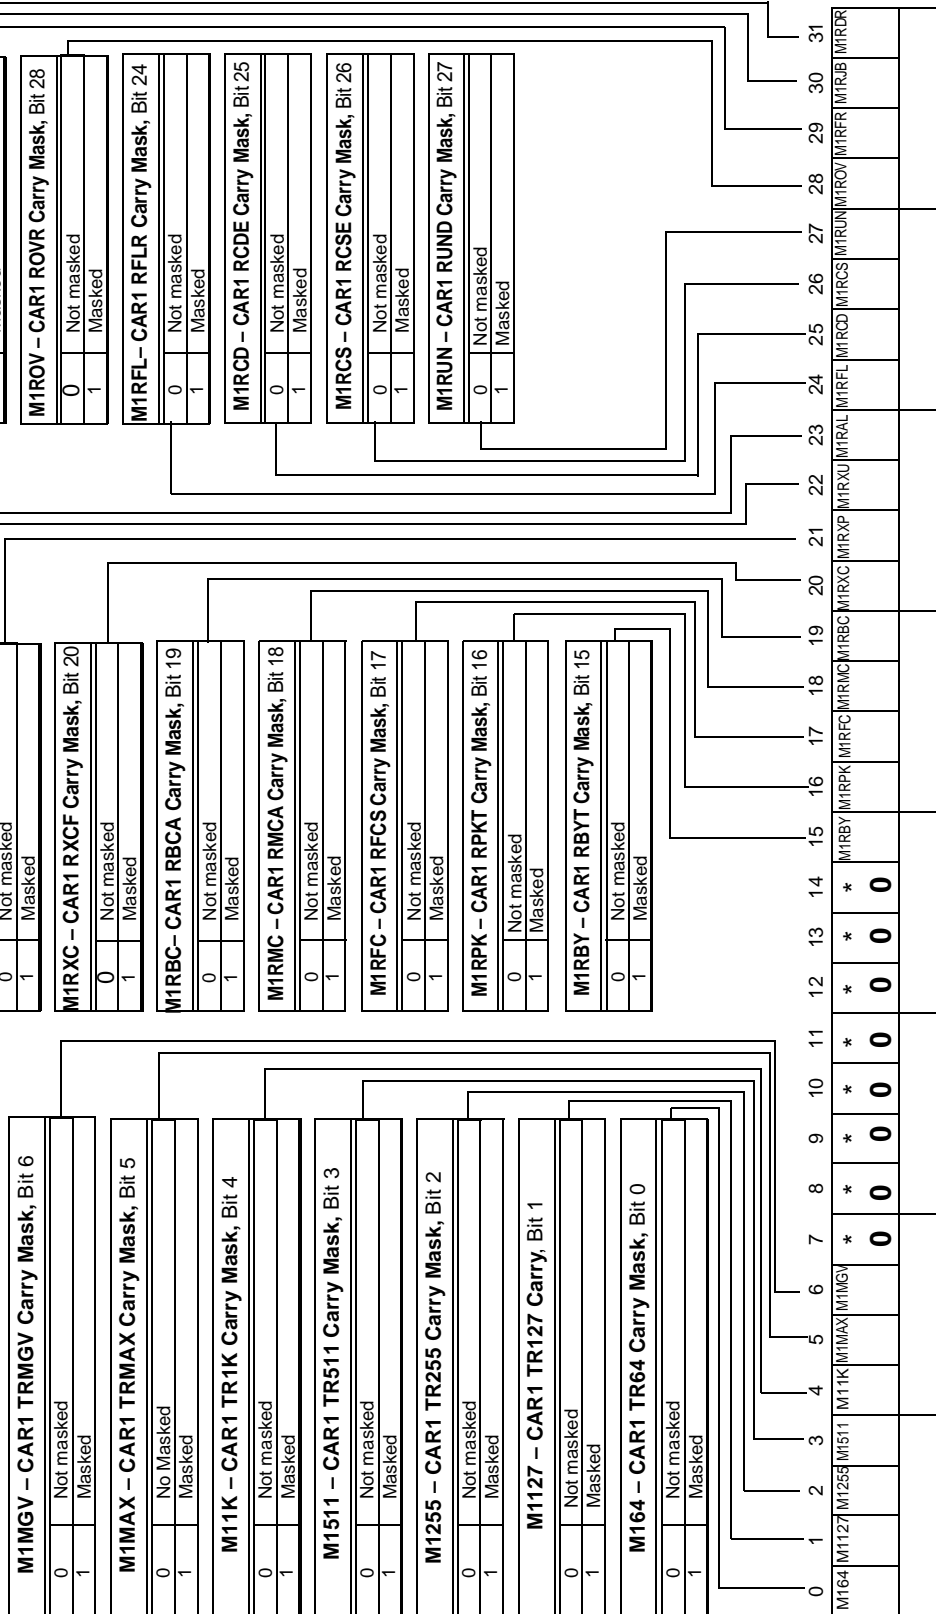 M1MGV – CAR1 TRMGV Carry Mask, Bit 6
0 Not masked
1 Masked
M1MAX – CAR1 TRMAX Carry Mask, Bit 5
0 No Masked
1 Masked
M11K – CAR1 TR1K Carry Mask, Bit 4
0 Not masked
1 Masked
M1511 – CAR1 TR511 Carry Mask, Bit 3
0 Not masked
1 Masked
M1255 – CAR1 TR255 Carry Mask, Bit 2
0 Not masked
1 Masked
M1127 – CAR1 TR127 Carry, Bit 1
0 Not masked
1 Masked
M164 – CAR1 TR64 Carry Mask, Bit 0
0 Not masked
1 Masked
0 Not masked
1 Masked
M1RXC – CAR1 RXCF Carry Mask, Bit 20
0 Not masked
1 Masked
M1RBC– CAR1 RBCA Carry Mask, Bit 19
0 Not masked
1 Masked
M1RMC – CAR1 RMCA Carry Mask, Bit 18
0 Not masked
1 Masked
M1RFC – CAR1 RFCS Carry Mask, Bit 17
0 Not masked
1 Masked
M1RPK – CAR1 RPKT Carry Mask, Bit 16
0 Not masked
1 Masked
M1RBY – CAR1 RBYT Carry Mask, Bit 15
0 Not masked
1 Masked
M1ROV – CAR1 ROVR Carry Mask, Bit 28
0 Not masked
1 Masked
M1RFL– CAR1 RFLR Carry Mask, Bit 24
0 Not masked
1 Masked
M1RCD – CAR1 RCDE Carry Mask, Bit 25
0 Not masked
1 Masked
M1RCS – CAR1 RCSE Carry Mask, Bit 26
0 Not masked
1 Masked
M1RUN – CAR1 RUND Carry Mask, Bit 27
0 Not masked
1 Masked
0 1 2 3 4 5 6 7 8 9 10 11 12 13 14 15 16 17 18 19 20 21 22 23 24 25 26 27 28 29 30 31
M164 M1127 M1255 M1511 M11K M1MAX M1MGV * * * * * * * * M1RBY M1RPK M1RFC M1RMC M1RBC M1RXC M1RXP M1RXU M1RAL M1RFL M1RCD M1RCS M1RUN M1ROV M1RFR M1RJB M1RDR
0 0 0 0 0 0 0 0